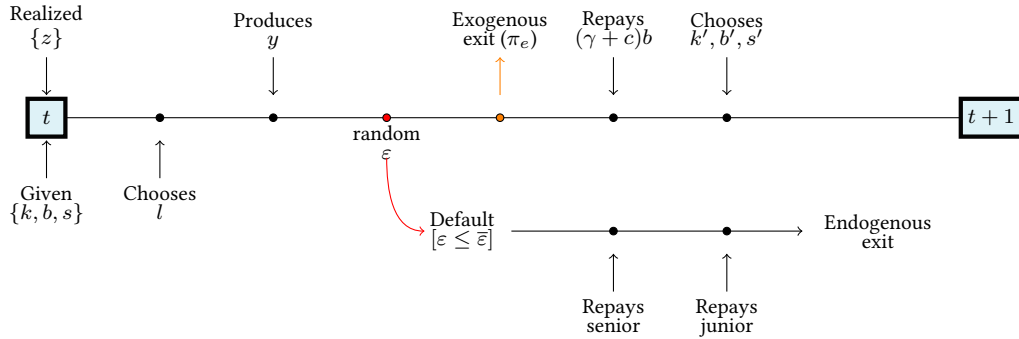 Realized
{z}
Produces
y
Exogenous
exit (π_e)
Repays
(γ + c)b
Chooses
k′, b′, s′
t
t + 1
random
ε
Given
{k, b, s}
Chooses
l
Default
[ε ≤ ε̅]
Endogenous
exit
Repays
senior
Repays
junior